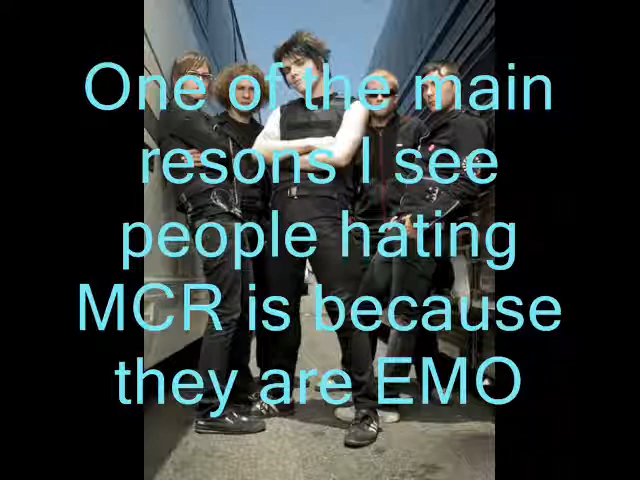 One of the main
resons I see
people hating
MCR is because
they are EMO